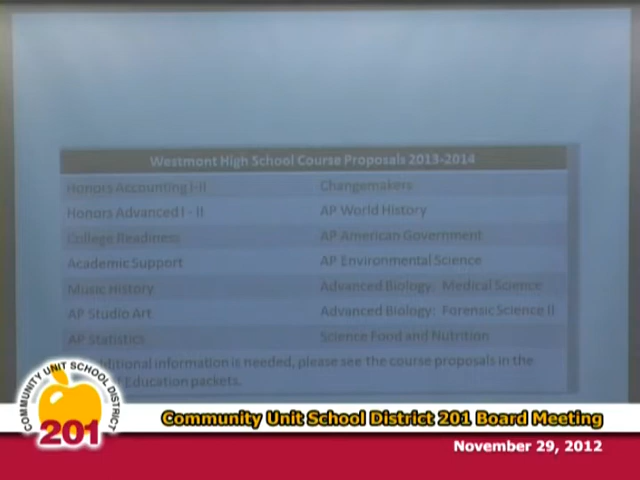 Westmont High School Course Proposals 2013-2014
Honors Accounting I-II Changemakers
Honors Advanced I - II AP World History
College Readiness AP American Government
Academic Support AP Environmental Science
Music History Advanced Biology: Medical Science
AP Studio Art Advanced Biology: Forensic Science II
AP Statistics Science Food and Nutrition
information is needed, please see the course proposals in the
Education packets.
COMMUNITY UNIT SCHOOL DISTRICT
201
Community Unit School District 201 Board Meeting
November 29, 2012